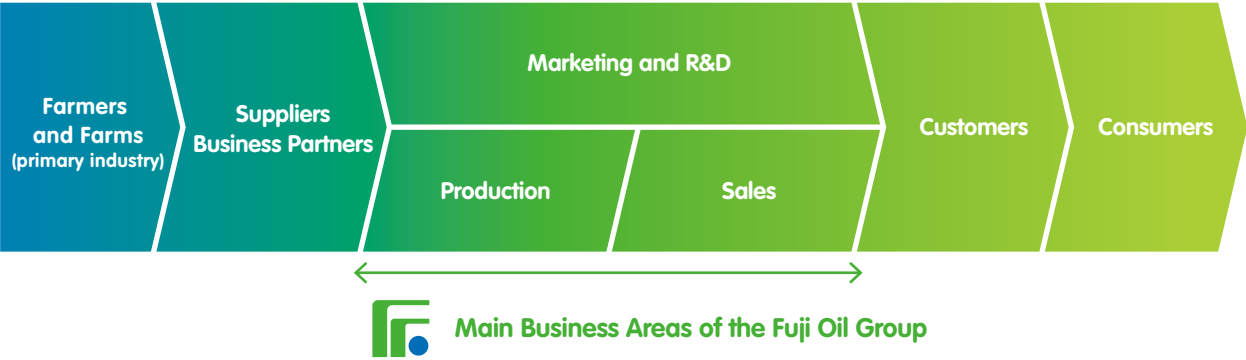 Farmers
and Farms
(primary industry)
Suppliers
Business Partners
Marketing and R&D
Production
Sales
Customers
Consumers
Main Business Areas of the Fuji Oil Group